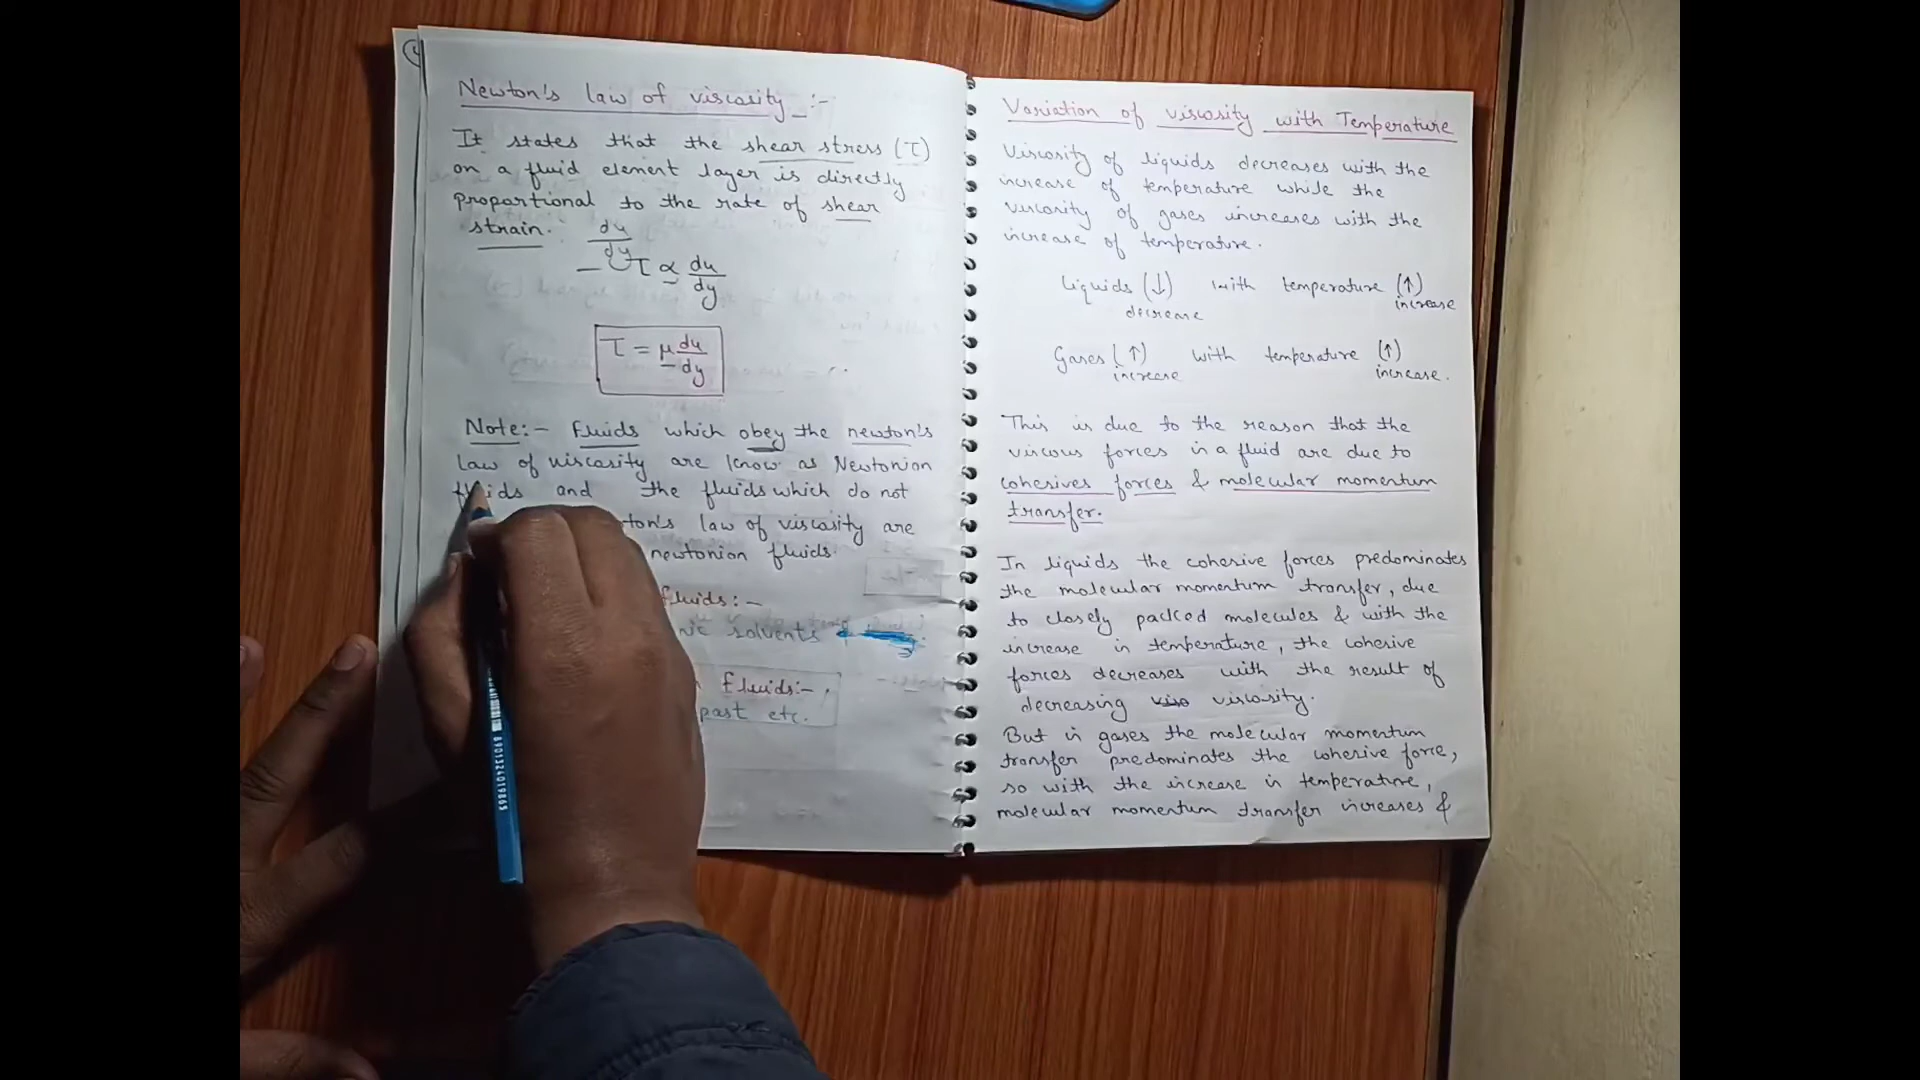 Newton's law of viscosity :-
It states that the shear stress (τ)
on a fluid element layer is directly
proportional to the rate of shear
strain. du/dy
τ ∝ du/dy
τ = μ du/dy
Note:- Fluids which obey the newton's
law of viscosity are know as Newtonion
fluids and the fluids which do not
law of viscosity are
newtonion fluids.
fluids:-
solvents
fluids:-
past etc.
Variation of viscosity with Temperature
Viscosity of liquids decreases with the
increase of temperature while the
viscosity of gases increases with the
increase of temperature.
Liquids (↓) with temperature (↑)
decrease increase
Gases (↑) with temperature (↑)
increase increase.
This is due to the reason that the
viscous forces in a fluid are due to
cohesives forces & molecular momentum
transfer.
In liquids the cohesive forces predominates
the molecular momentum transfer, due
to closely packed molecules & with the
increase in temperature, the cohesive
forces decreases with the result of
decreasing viscosity.
But in gases the molecular momentum
transfer predominates the cohesive force,
so with the increase in temperature,
molecular momentum transfer increases &
8901324019865